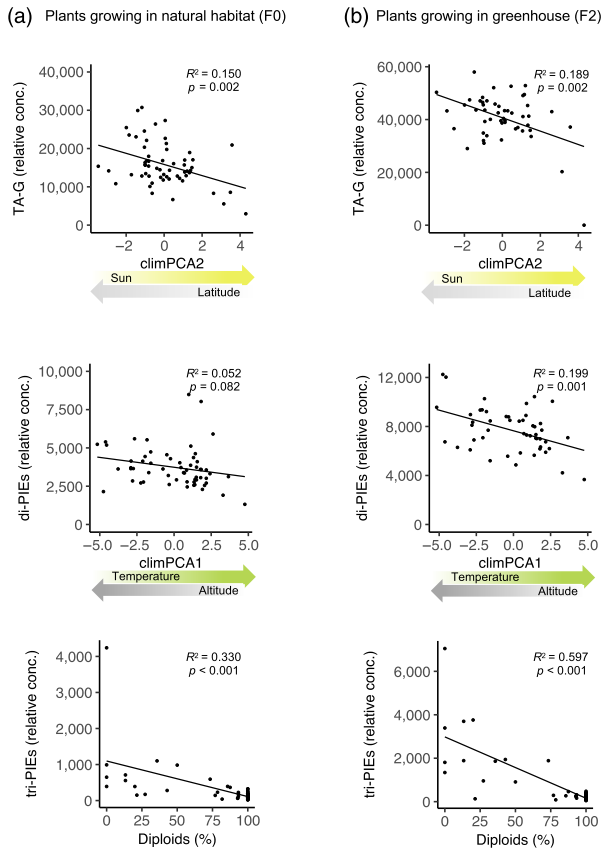 (a) Plants growing in natural habitat (F0)
(b) Plants growing in greenhouse (F2)
TA-G (relative conc.)
40,000
30,000
20,000
10,000
0
R² = 0.150
p = 0.002
−2 0 2 4
climPCA2
Sun
Latitude
TA-G (relative conc.)
60,000
40,000
20,000
0
R² = 0.189
p = 0.002
−2 0 2 4
climPCA2
Sun
Latitude
di-PIEs (relative conc.)
10,000
7,500
5,000
2,500
0
R² = 0.052
p = 0.082
−5.0 −2.5 0.0 2.5 5.0
climPCA1
Temperature
Altitude
di-PIEs (relative conc.)
12,000
8,000
4,000
0
R² = 0.199
p = 0.001
−5.0 −2.5 0.0 2.5 5.0
climPCA1
Temperature
Altitude
tri-PIEs (relative conc.)
4,000
3,000
2,000
1,000
0
R² = 0.330
p < 0.001
0 25 50 75 100
Diploids (%)
tri-PIEs (relative conc.)
6,000
4,000
2,000
0
R² = 0.597
p < 0.001
0 25 50 75 100
Diploids (%)